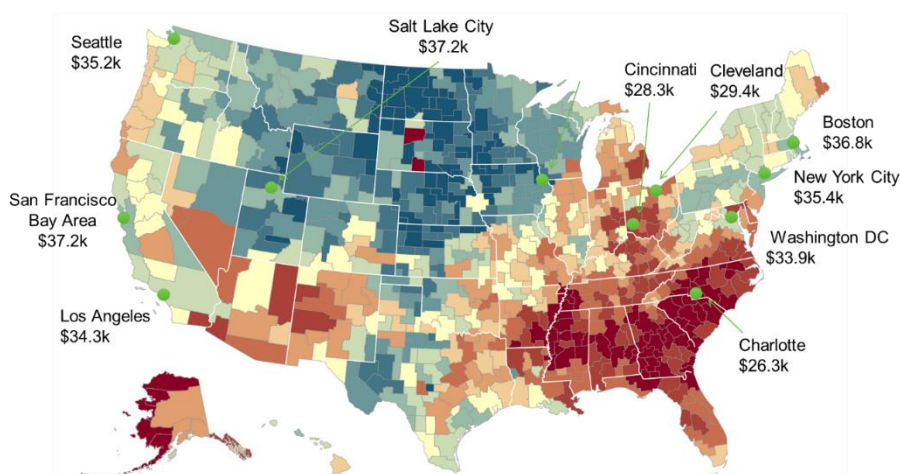 Salt Lake City
$37.2k
Seattle
$35.2k
Cincinnati
$28.3k
Cleveland
$29.4k
Boston
$36.8k
New York City
$35.4k
San Francisco
Bay Area
$37.2k
Washington DC
$33.9k
Los Angeles
$34.3k
Charlotte
$26.3k